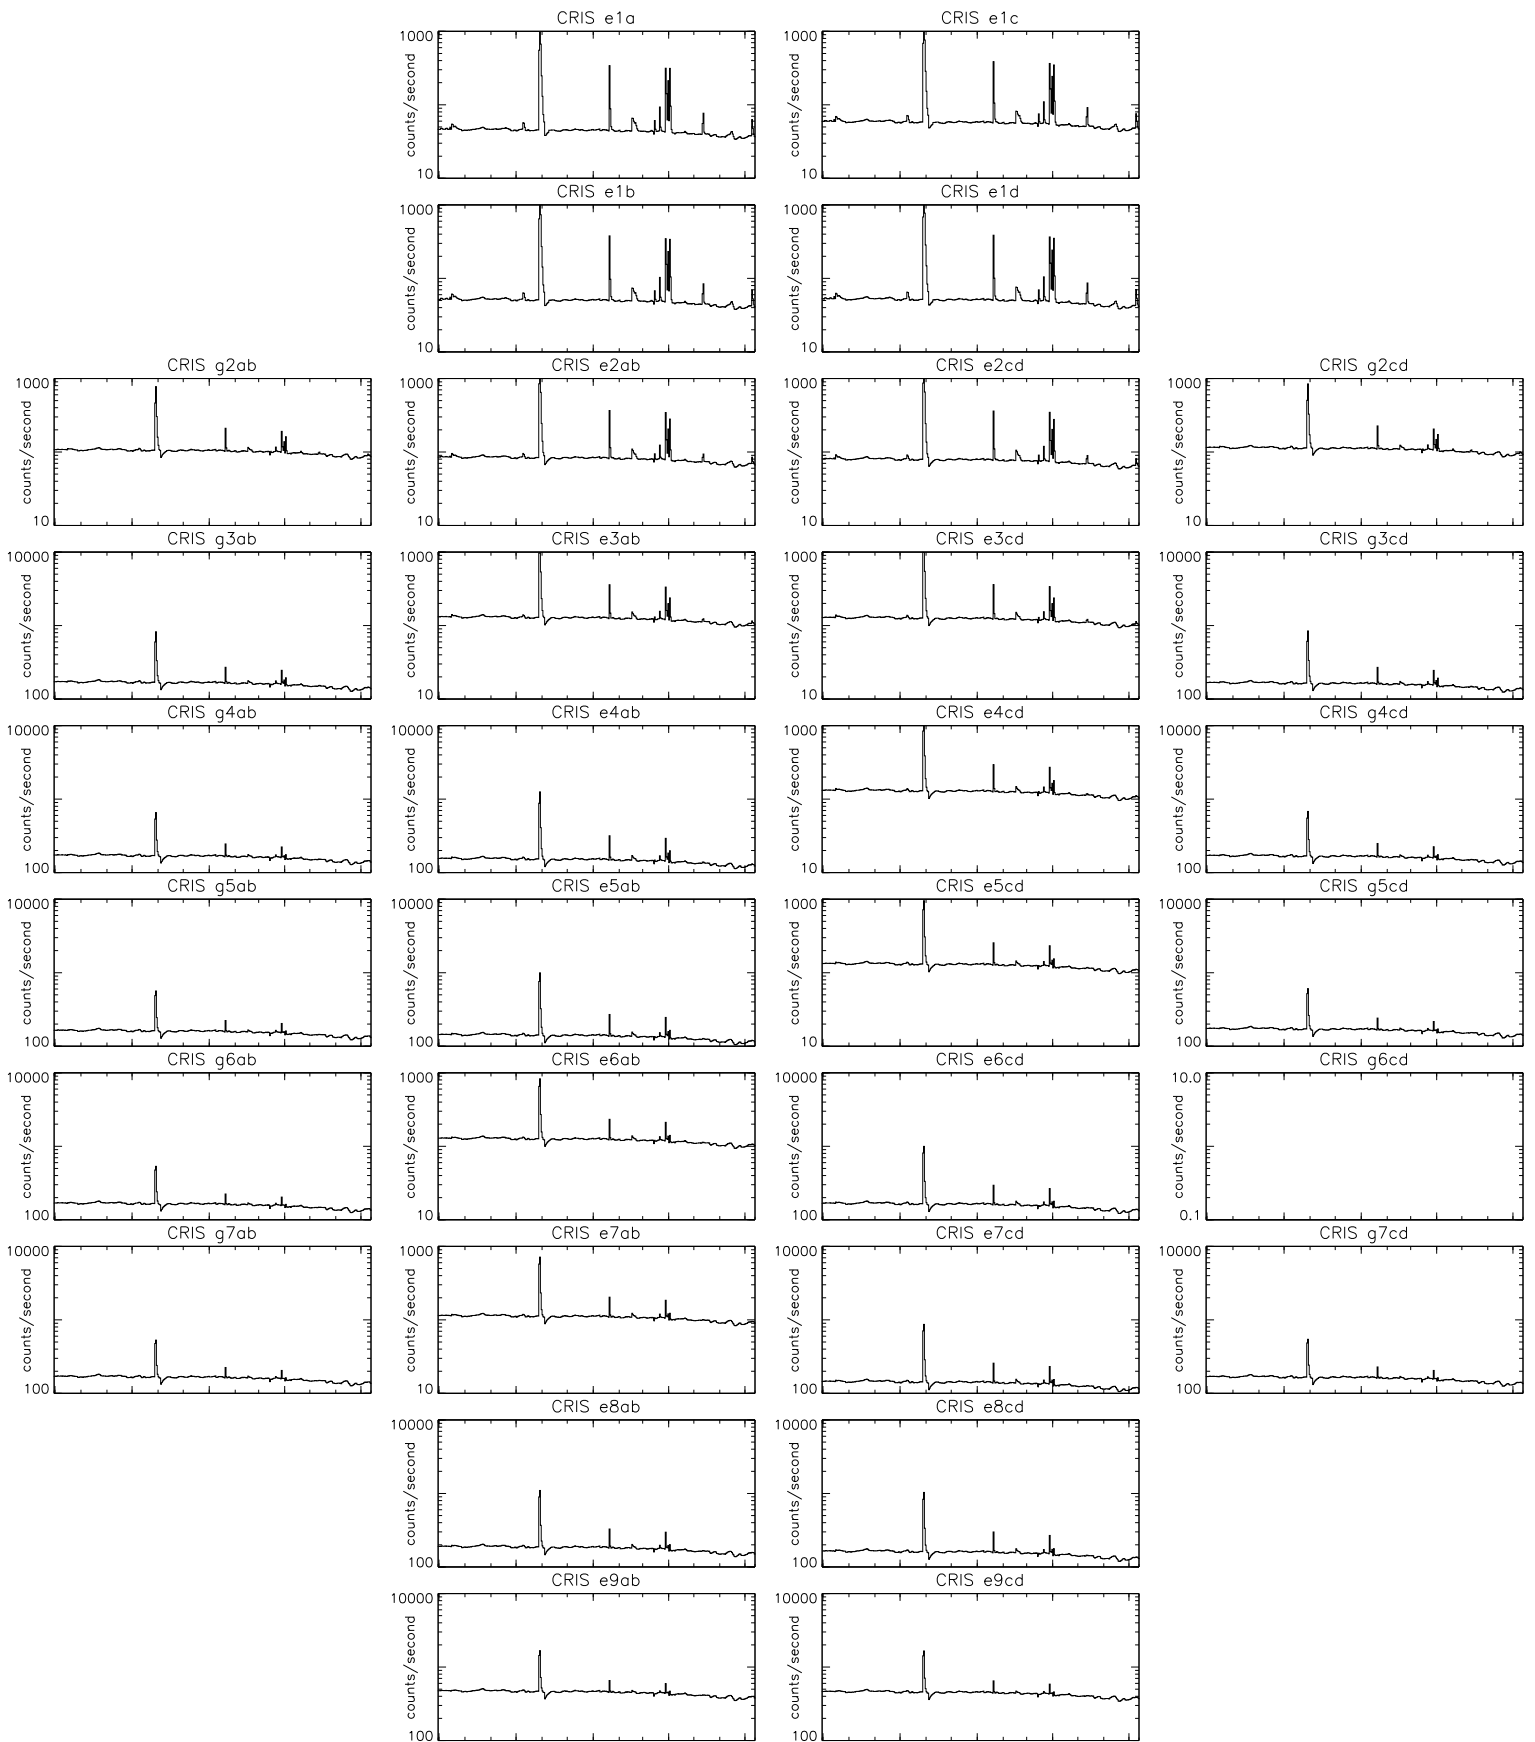 CRIS e1a
1000
counts/second
10
CRIS e1c
1000
counts/second
10
CRIS e1b
1000
counts/second
10
CRIS e1d
1000
counts/second
10
CRIS g2ab
1000
counts/second
10
CRIS e2ab
1000
counts/second
10
CRIS e2cd
1000
counts/second
10
CRIS g2cd
1000
counts/second
10
CRIS g3ab
10000
counts/second
100
CRIS e3ab
1000
counts/second
10
CRIS e3cd
1000
counts/second
10
CRIS g3cd
10000
counts/second
100
CRIS g4ab
10000
counts/second
100
CRIS e4ab
10000
counts/second
100
CRIS e4cd
1000
counts/second
10
CRIS g4cd
10000
counts/second
100
CRIS g5ab
10000
counts/second
100
CRIS e5ab
10000
counts/second
100
CRIS e5cd
1000
counts/second
10
CRIS g5cd
10000
counts/second
100
CRIS g6ab
10000
counts/second
100
CRIS e6ab
1000
counts/second
10
CRIS e6cd
10000
counts/second
100
CRIS g6cd
10.0
counts/second
0.1
CRIS g7ab
10000
counts/second
100
CRIS e7ab
1000
counts/second
10
CRIS e7cd
10000
counts/second
100
CRIS g7cd
10000
counts/second
100
CRIS e8ab
10000
counts/second
100
CRIS e8cd
10000
counts/second
100
CRIS e9ab
10000
counts/second
100
CRIS e9cd
10000
counts/second
100